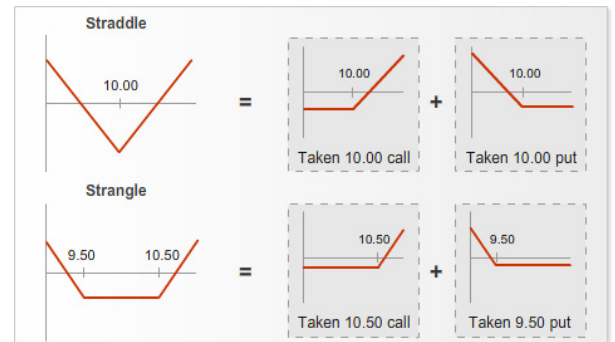 Straddle
10.00
=
10.00
+
10.00
Taken 10.00 call
Taken 10.00 put
Strangle
9.50 10.50
=
10.50
+
9.50
Taken 10.50 call
Taken 9.50 put